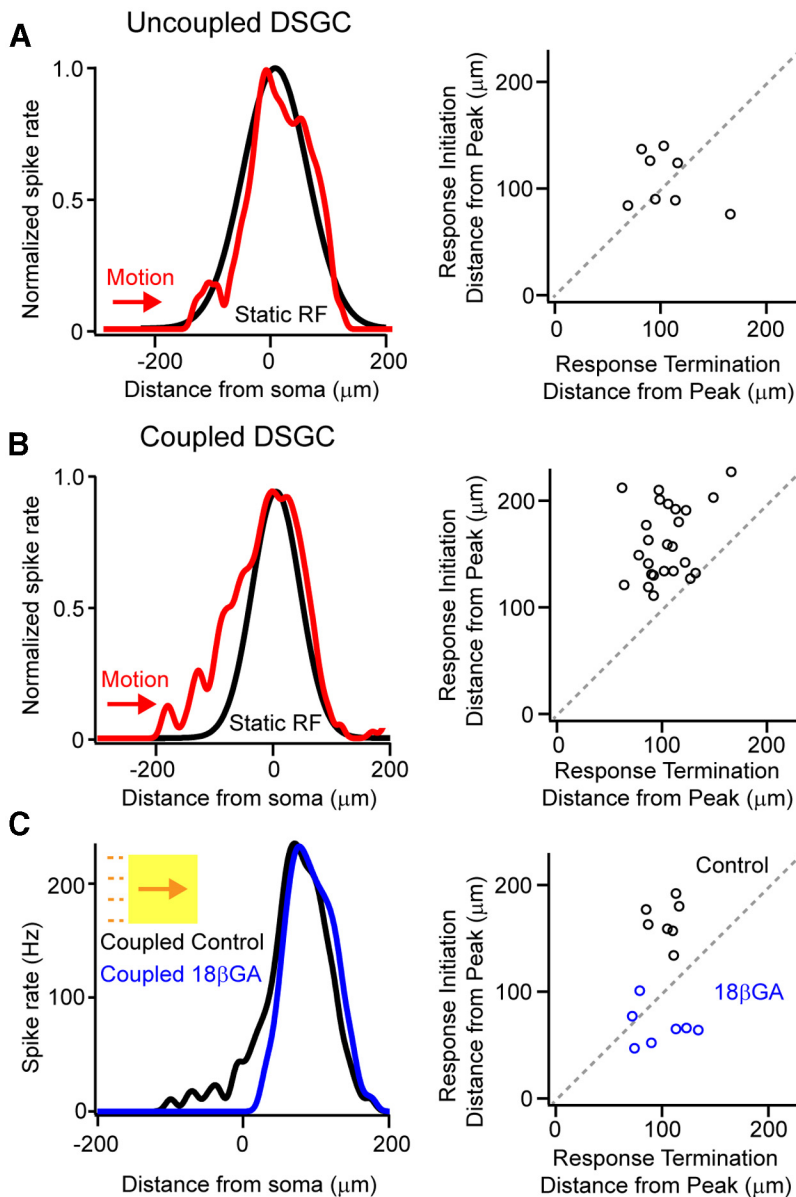 A
Uncoupled DSGC
Normalized spike rate
1.0
0.5
0
Motion
Static RF
-200
0
200
Distance from soma (μm)
Response Initiation
Distance from Peak (μm)
200
100
0
0
100
200
Response Termination
Distance from Peak (μm)
B
Coupled DSGC
Normalized spike rate
1.0
0.5
0
Motion
Static RF
-200
0
200
Distance from soma (μm)
Response Initiation
Distance from Peak (μm)
200
100
0
0
100
200
Response Termination
Distance from Peak (μm)
C
Spike rate (Hz)
200
100
0
Coupled Control
Coupled 18βGA
-200
0
200
Distance from soma (μm)
Response Initiation
Distance from Peak (μm)
200
100
0
Control
18βGA
0
100
200
Response Termination
Distance from Peak (μm)